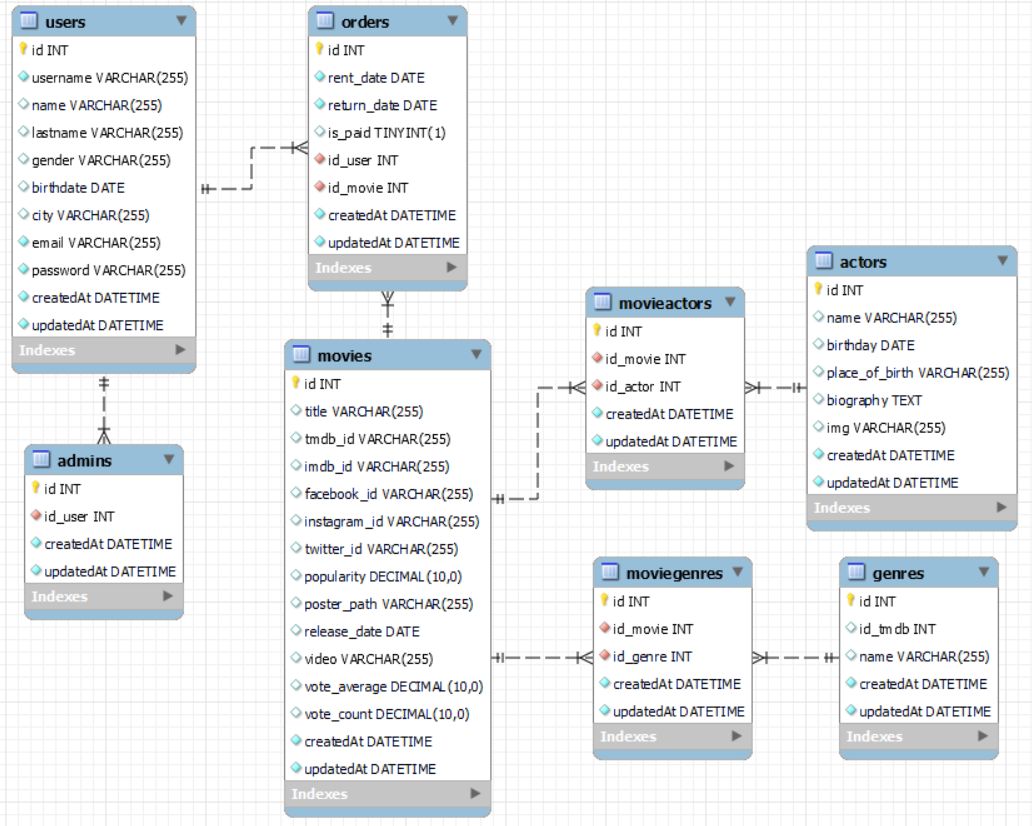 users
id INT
username VARCHAR(255)
name VARCHAR(255)
lastname VARCHAR(255)
gender VARCHAR(255)
birthdate DATE
city VARCHAR(255)
email VARCHAR(255)
password VARCHAR(255)
createdAt DATETIME
updatedAt DATETIME
Indexes
orders
id INT
rent_date DATE
return_date DATE
is_paid TINYINT(1)
id_user INT
id_movie INT
createdAt DATETIME
updatedAt DATETIME
Indexes
admins
id INT
id_user INT
createdAt DATETIME
updatedAt DATETIME
Indexes
movies
id INT
title VARCHAR(255)
tmdb_id VARCHAR(255)
imdb_id VARCHAR(255)
facebook_id VARCHAR(255)
instagram_id VARCHAR(255)
twitter_id VARCHAR(255)
popularity DECIMAL(10,0)
poster_path VARCHAR(255)
release_date DATE
video VARCHAR(255)
vote_average DECIMAL(10,0)
vote_count DECIMAL(10,0)
createdAt DATETIME
updatedAt DATETIME
Indexes
movieactors
id INT
id_movie INT
id_actor INT
createdAt DATETIME
updatedAt DATETIME
Indexes
actors
id INT
name VARCHAR(255)
birthday DATE
place_of_birth VARCHAR(255)
biography TEXT
img VARCHAR(255)
createdAt DATETIME
updatedAt DATETIME
Indexes
moviegenres
id INT
id_movie INT
id_genre INT
createdAt DATETIME
updatedAt DATETIME
Indexes
genres
id INT
id_tmdb INT
name VARCHAR(255)
createdAt DATETIME
updatedAt DATETIME
Indexes